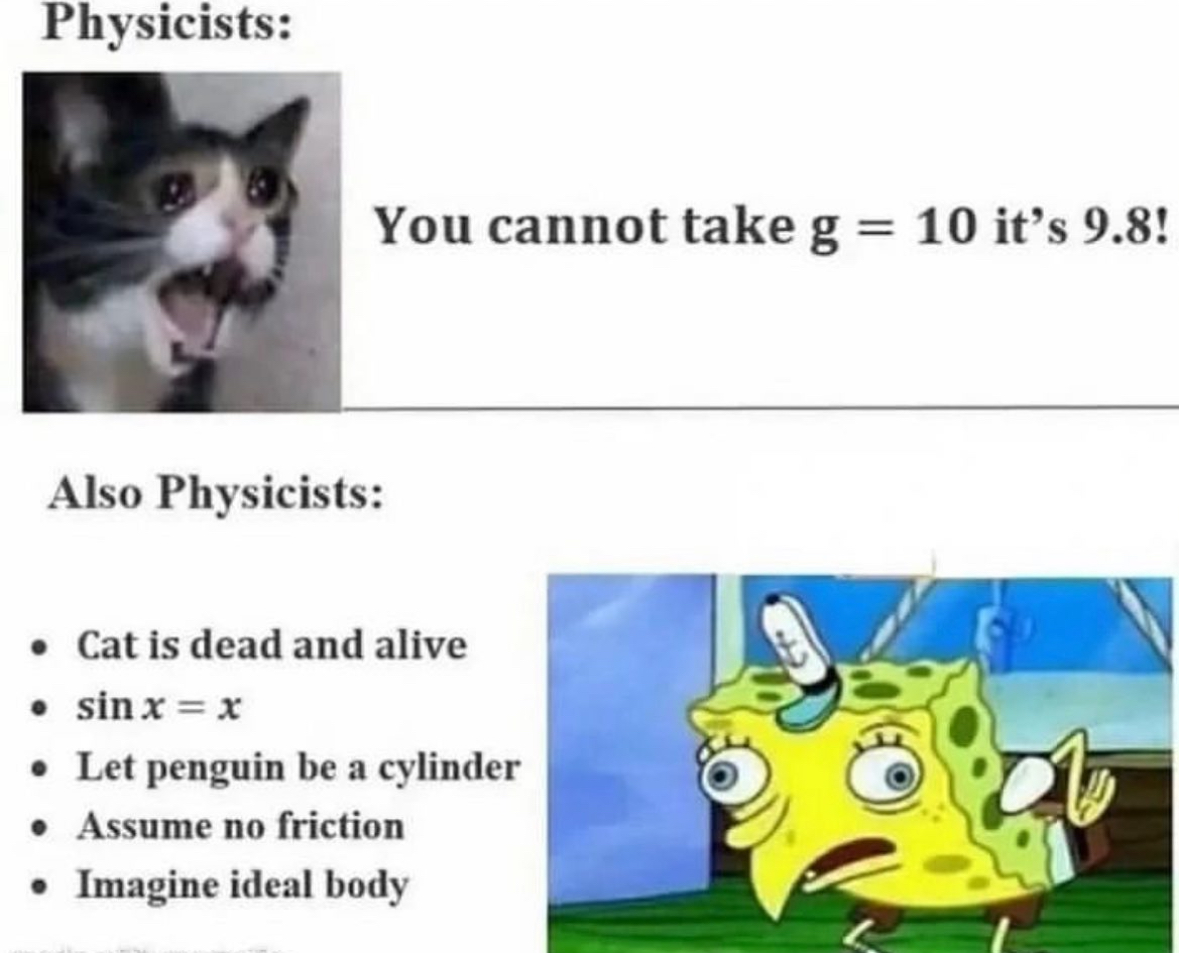 Physicists:
You cannot take g = 10 it's 9.8!
Also Physicists:
• Cat is dead and alive
• sin x = x
• Let penguin be a cylinder
• Assume no friction
• Imagine ideal body